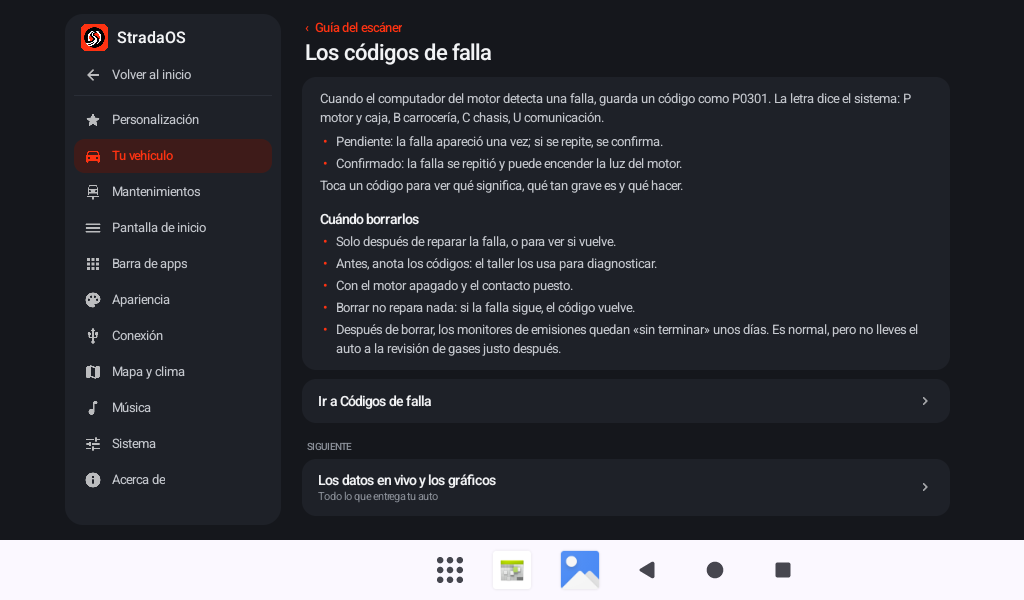 StradaOS
Volver al inicio
Personalización
Tu vehículo
Mantenimientos
Pantalla de inicio
Barra de apps
Apariencia
Conexión
Mapa y clima
Música
Sistema
Acerca de
‹ Guía del escáner
Los códigos de falla
Cuando el computador del motor detecta una falla, guarda un código como P0301. La letra dice el sistema: P
motor y caja, B carrocería, C chasis, U comunicación.
• Pendiente: la falla apareció una vez; si se repite, se confirma.
• Confirmado: la falla se repitió y puede encender la luz del motor.
Toca un código para ver qué significa, qué tan grave es y qué hacer.
Cuándo borrarlos
• Solo después de reparar la falla, o para ver si vuelve.
• Antes, anota los códigos: el taller los usa para diagnosticar.
• Con el motor apagado y el contacto puesto.
• Borrar no repara nada: si la falla sigue, el código vuelve.
• Después de borrar, los monitores de emisiones quedan «sin terminar» unos días. Es normal, pero no lleves el
auto a la revisión de gases justo después.
Ir a Códigos de falla
SIGUIENTE
Los datos en vivo y los gráficos
Todo lo que entrega tu auto